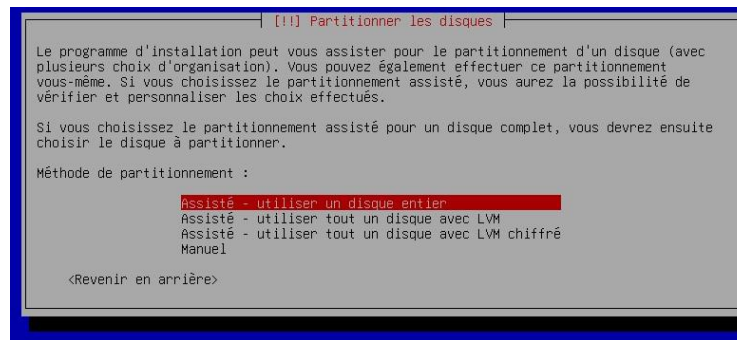 [!!] Partitionner les disques
Le programme d'installation peut vous assister pour le partitionnement d'un disque (avec
plusieurs choix d'organisation). Vous pouvez également effectuer ce partitionnement
vous-même. Si vous choisissez le partitionnement assisté, vous aurez la possibilité de
vérifier et personnaliser les choix effectués.
Si vous choisissez le partitionnement assisté pour un disque complet, vous devrez ensuite
choisir le disque à partitionner.
Méthode de partitionnement :
Assisté - utiliser un disque entier
Assisté - utiliser tout un disque avec LVM
Assisté - utiliser tout un disque avec LVM chiffré
Manuel
<Revenir en arrière>